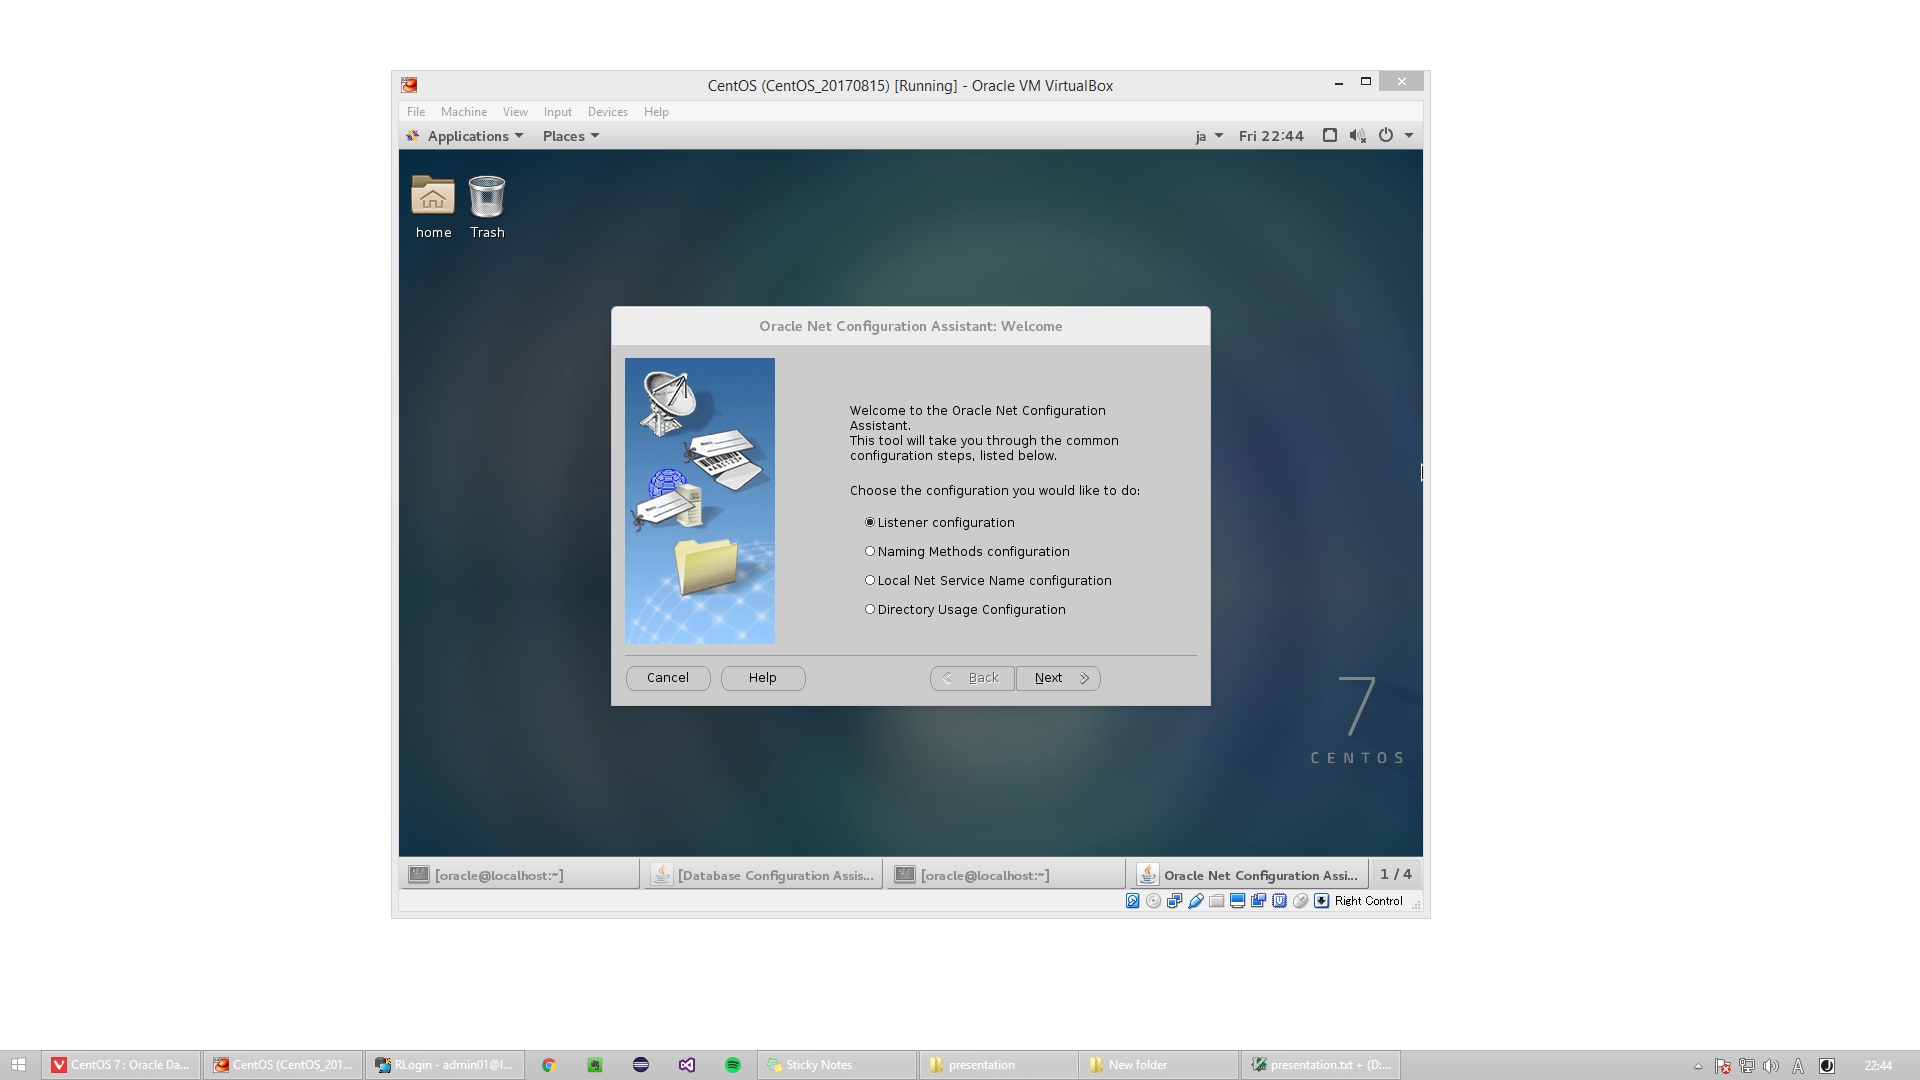 CentOS (CentOS_20170815) [Running] - Oracle VM VirtualBox
File Machine View Input Devices Help
Applications Places ja Fri 22:44
home Trash
Oracle Net Configuration Assistant: Welcome
Welcome to the Oracle Net Configuration
Assistant.
This tool will take you through the common
configuration steps, listed below.
Choose the configuration you would like to do:
Listener configuration
Naming Methods configuration
Local Net Service Name configuration
Directory Usage Configuration
Cancel Help Back Next
7
CENTOS
[oracle@localhost:~] [Database Configuration Assis... [oracle@localhost:~] Oracle Net Configuration Assi... 1 / 4
Right Control
CentOS 7 : Oracle Da... CentOS (CentOS_201... RLogin - admin01@l... Sticky Notes presentation New folder presentation.txt + (D:... A 22:44